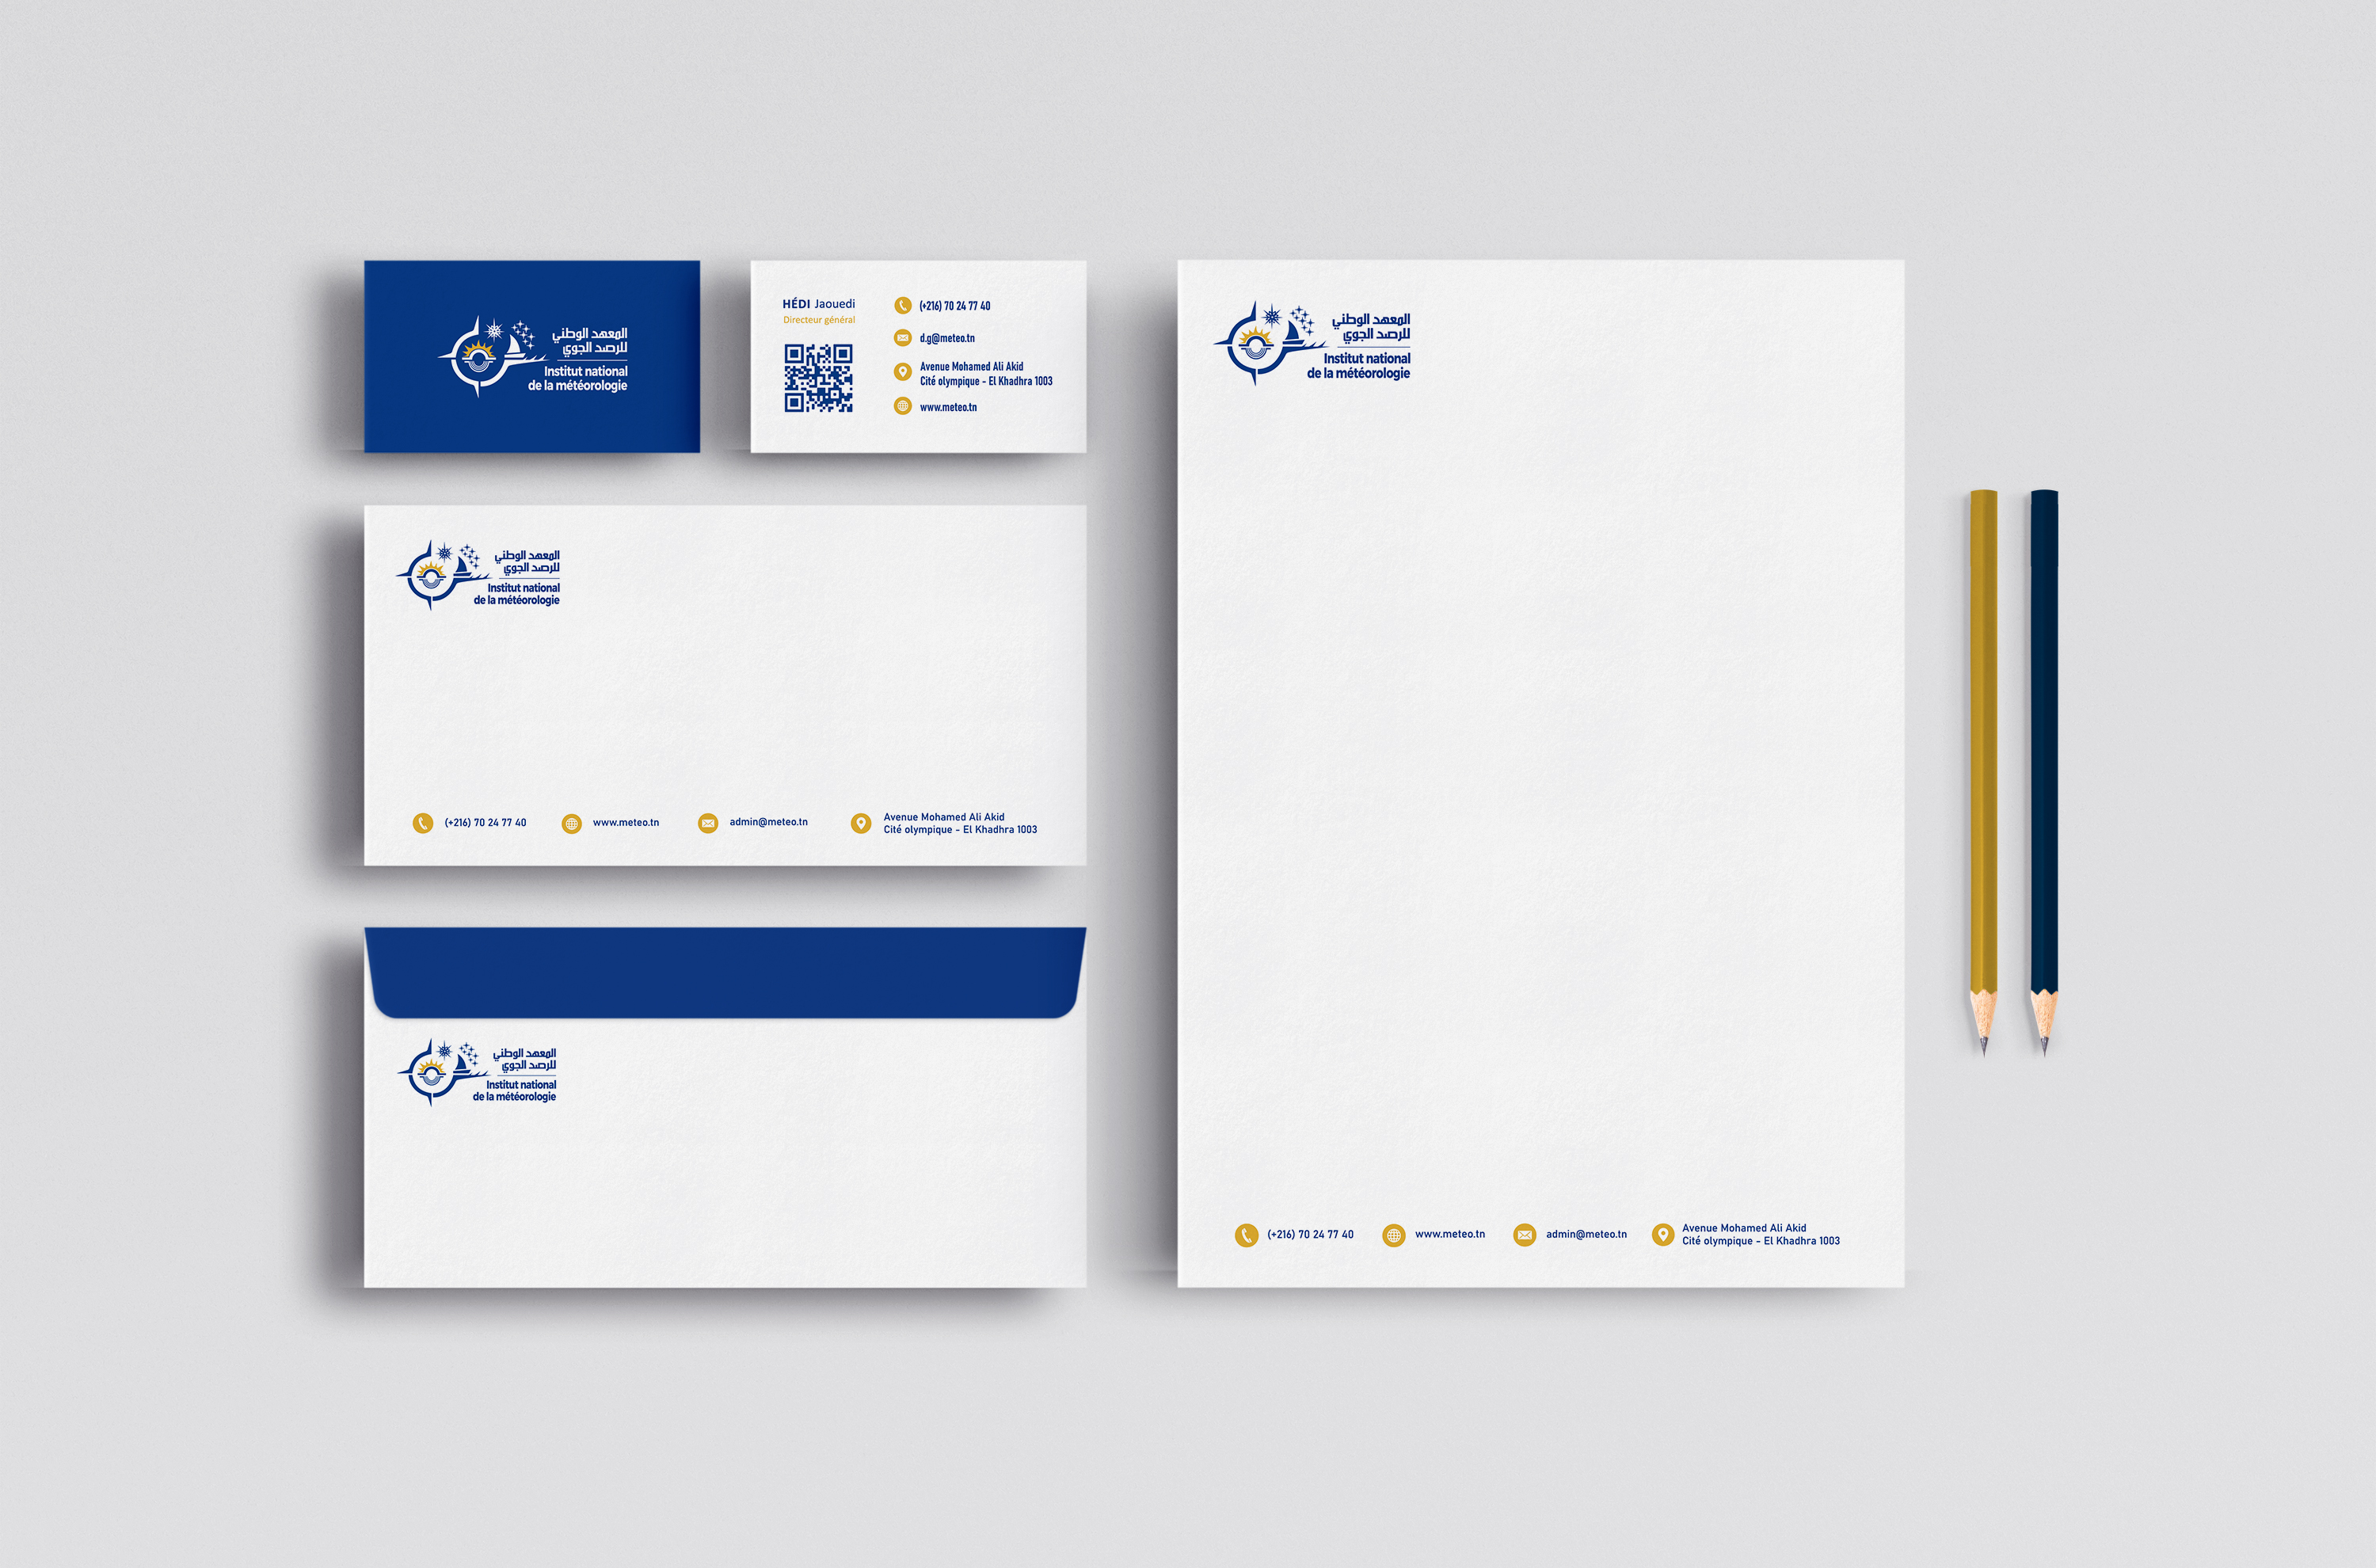 المعهد الوطني
للرصد الجوي
Institut national
de la météorologie
HÉDI Jaouedi
Directeur général
(+216) 70 24 77 40
d.g@meteo.tn
Avenue Mohamed Ali Akid
Cité olympique - El Khadhra 1003
www.meteo.tn
المعهد الوطني
للرصد الجوي
Institut national
de la météorologie
(+216) 70 24 77 40
www.meteo.tn
admin@meteo.tn
Avenue Mohamed Ali Akid
Cité olympique - El Khadhra 1003
المعهد الوطني
للرصد الجوي
Institut national
de la météorologie
المعهد الوطني
للرصد الجوي
Institut national
de la météorologie
(+216) 70 24 77 40
www.meteo.tn
admin@meteo.tn
Avenue Mohamed Ali Akid
Cité olympique - El Khadhra 1003